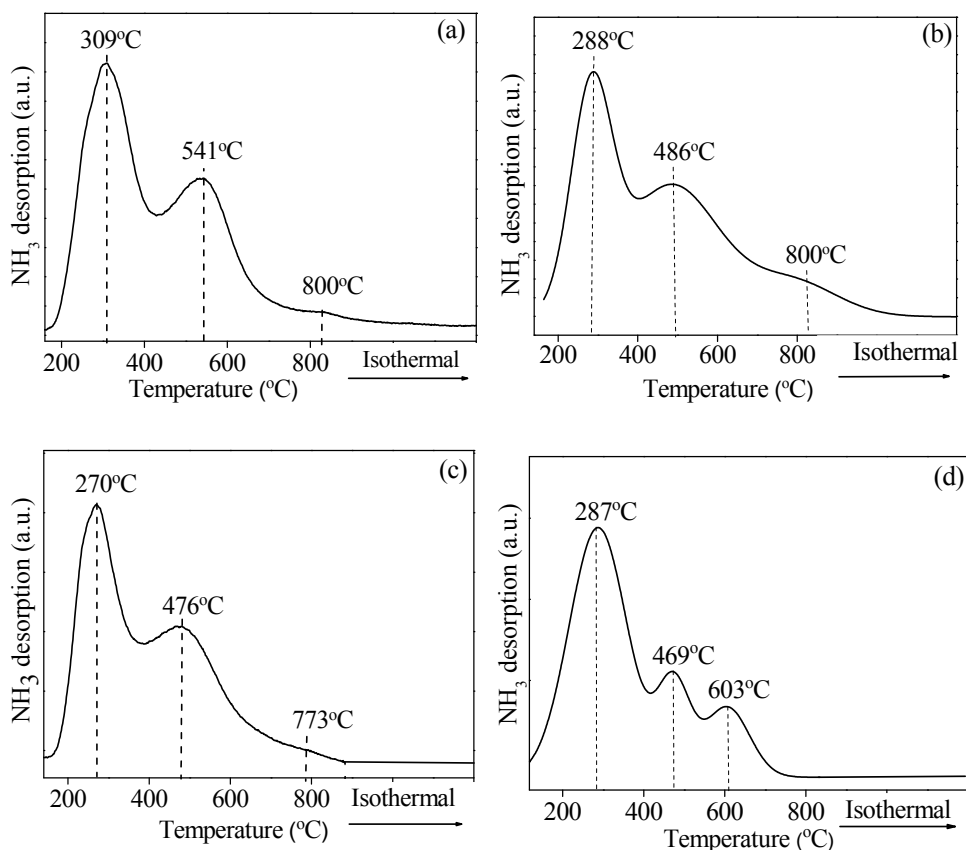 (a)
309°C
541°C
800°C
NH₃ desorption (a.u.)
200 400 600 800 Isothermal
Temperature (°C)
(b)
288°C
486°C
800°C
NH₃ desorption (a.u.)
200 400 600 800 Isothermal
Temperature (°C)
(c)
270°C
476°C
773°C
NH3 desorption (a.u.)
200 400 600 800 Isothermal
Temperature (°C)
(d)
287°C
469°C
603°C
NH₃ desorption (a.u.)
200 400 600 800 Isothermal
Temperature (°C)